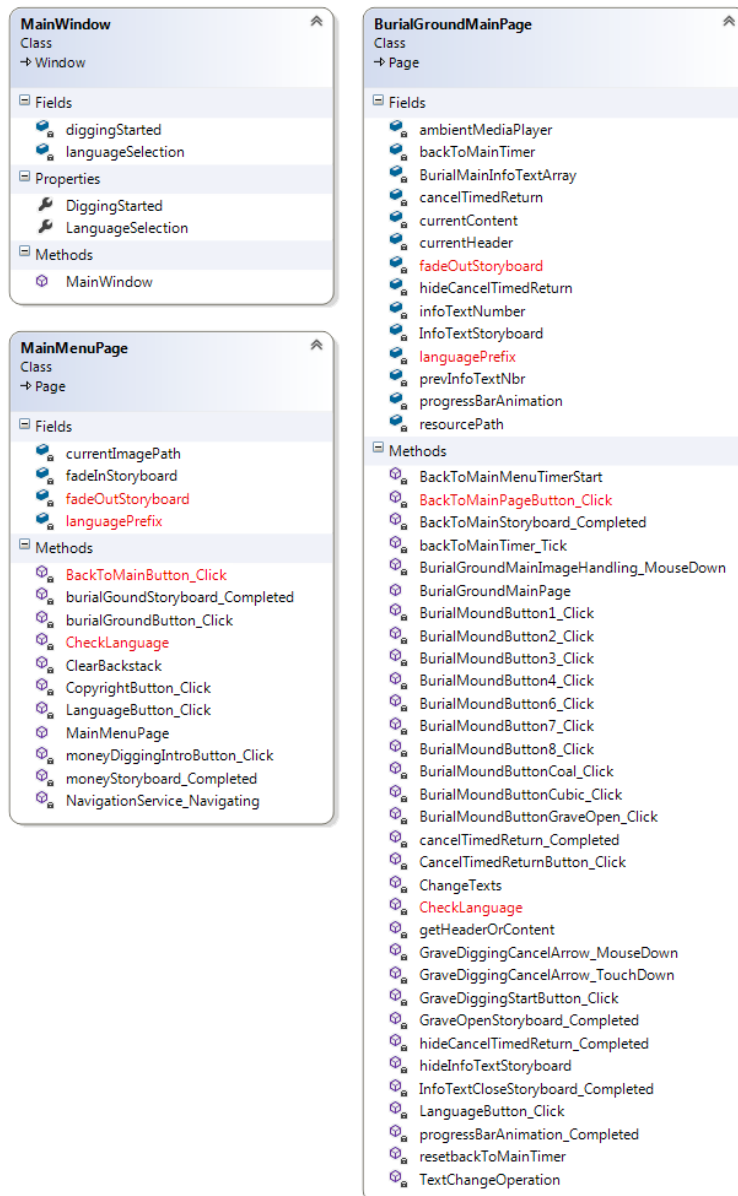 MainWindow
Class
Window
Fields
diggingStarted
languageSelection
Properties
DiggingStarted
LanguageSelection
Methods
MainWindow
MainMenuPage
Class
Page
Fields
currentImagePath
fadeInStoryboard
fadeOutStoryboard
languagePrefix
Methods
BackToMainButton_Click
burialGoundStoryboard_Completed
burialGroundButton_Click
CheckLanguage
ClearBackstack
CopyrightButton_Click
LanguageButton_Click
MainMenuPage
moneyDiggingIntroButton_Click
moneyStoryboard_Completed
NavigationService_Navigating
BurialGroundMainPage
Class
Page
Fields
ambientMediaPlayer
backToMainTimer
BurialMainInfoTextArray
cancelTimedReturn
currentContent
currentHeader
fadeOutStoryboard
hideCancelTimedReturn
infoTextNumber
InfoTextStoryboard
languagePrefix
prevInfoTextNbr
progressBarAnimation
resourcePath
Methods
BackToMainMenuTimerStart
BackToMainPageButton_Click
BackToMainStoryboard_Completed
backToMainTimer_Tick
BurialGroundMainImageHandling_MouseDown
BurialGroundMainPage
BurialMoundButton1_Click
BurialMoundButton2_Click
BurialMoundButton3_Click
BurialMoundButton4_Click
BurialMoundButton6_Click
BurialMoundButton7_Click
BurialMoundButton8_Click
BurialMoundButtonCoal_Click
BurialMoundButtonCubic_Click
BurialMoundButtonGraveOpen_Click
cancelTimedReturn_Completed
CancelTimedReturnButton_Click
ChangeTexts
CheckLanguage
getHeaderOrContent
GraveDiggingCancelArrow_MouseDown
GraveDiggingCancelArrow_TouchDown
GraveDiggingStartButton_Click
GraveOpenStoryboard_Completed
hideCancelTimedReturn_Completed
hideInfoTextStoryboard
InfoTextCloseStoryboard_Completed
LanguageButton_Click
progressBarAnimation_Completed
resetbackToMainTimer
TextChangeOperation